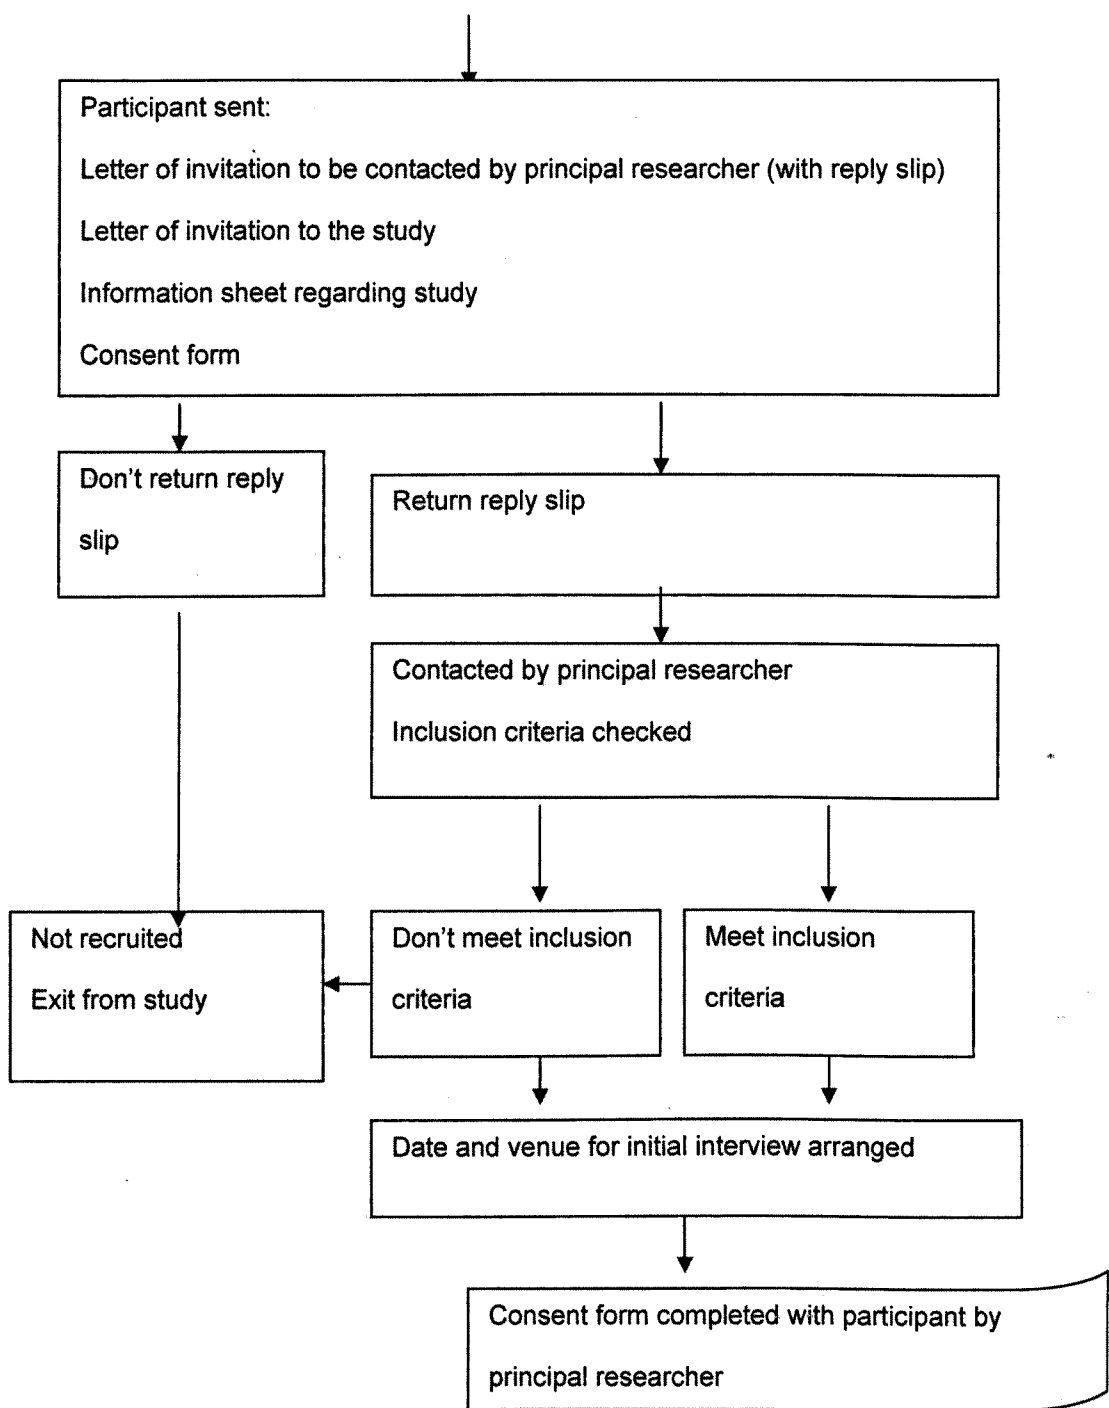 Participant sent:
Letter of invitation to be contacted by principal researcher (with reply slip)
Letter of invitation to the study
Information sheet regarding study
Consent form
Don't return reply
slip
Return reply slip
Contacted by principal researcher
Inclusion criteria checked
Not recruited
Exit from study
Don't meet inclusion
criteria
Meet inclusion
criteria
Date and venue for initial interview arranged
Consent form completed with participant by
principal researcher